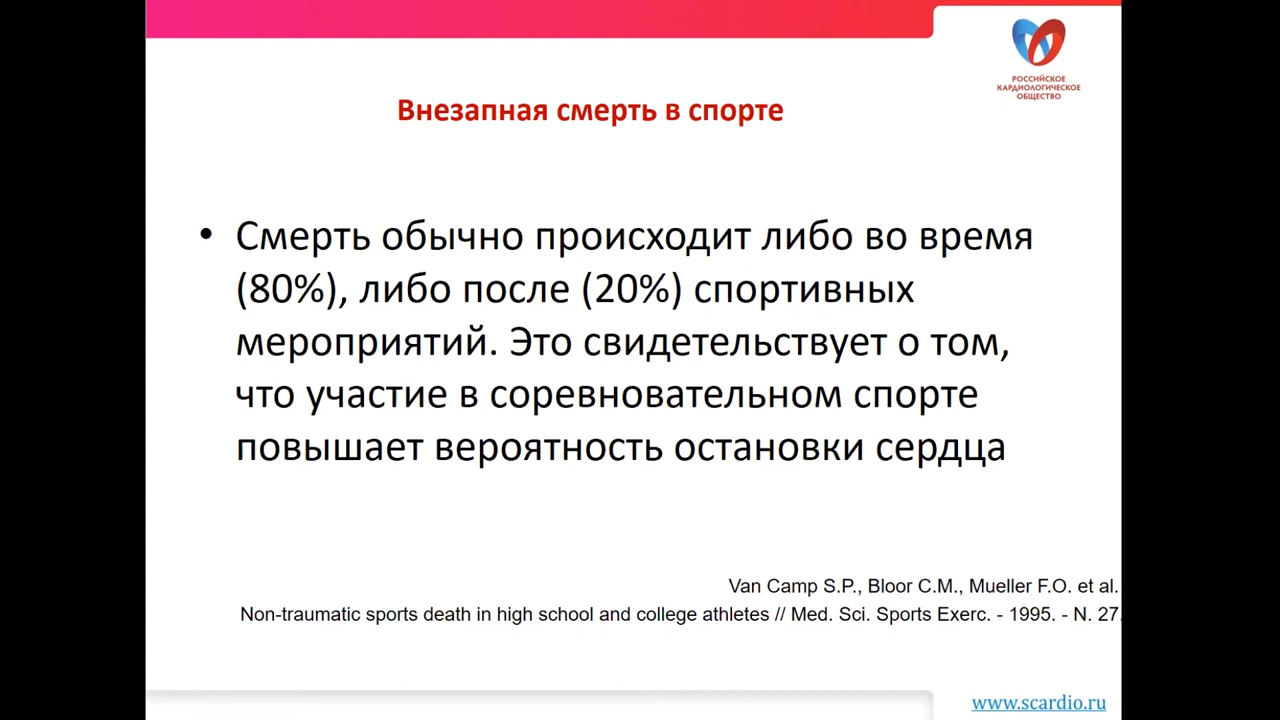 РОССИЙСКОЕ
КАРДИОЛОГИЧЕСКОЕ
ОБЩЕСТВО
Внезапная смерть в спорте
• Смерть обычно происходит либо во время
(80%), либо после (20%) спортивных
мероприятий. Это свидетельствует о том,
что участие в соревновательном спорте
повышает вероятность остановки сердца
Van Camp S.P., Bloor C.M., Mueller F.O. et al.
Non-traumatic sports death in high school and college athletes // Med. Sci. Sports Exerc. - 1995. - N. 27.
www.scardio.ru